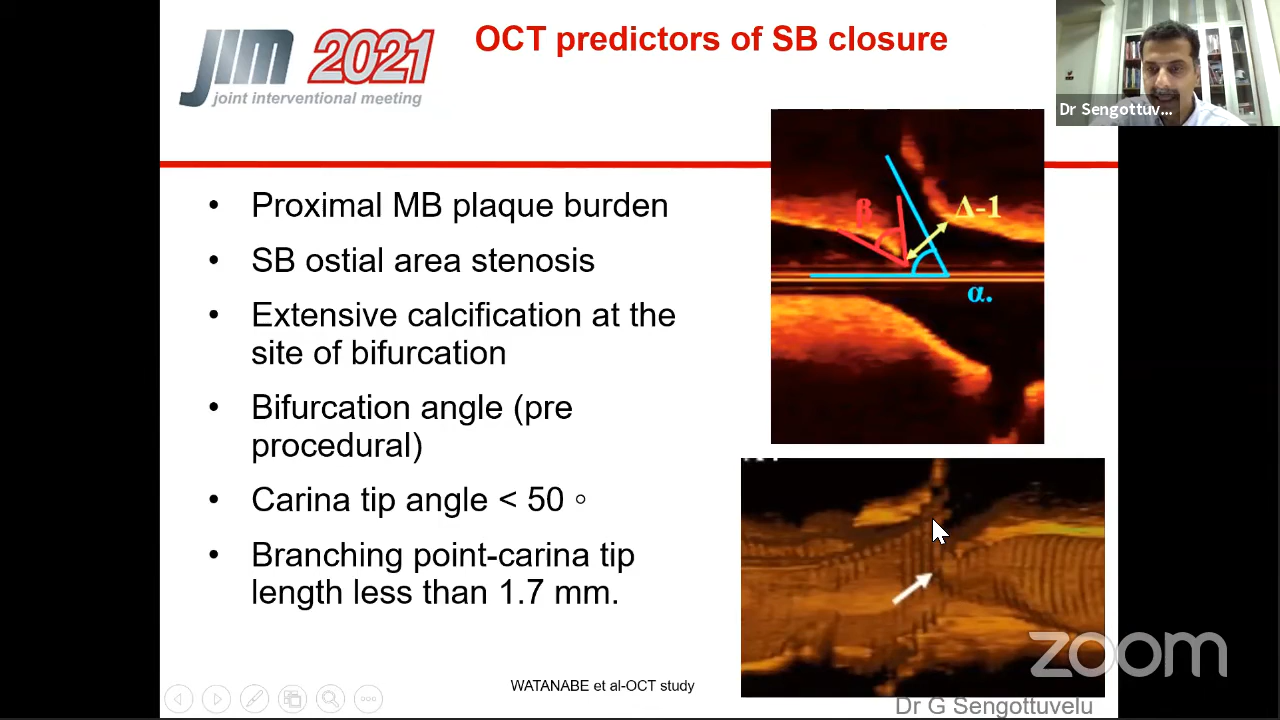 JIM 2021
joint interventional meeting
OCT predictors of SB closure
Dr Sengottuv...
• Proximal MB plaque burden
• SB ostial area stenosis
• Extensive calcification at the
site of bifurcation
• Bifurcation angle (pre
procedural)
• Carina tip angle < 50 °
• Branching point-carina tip
length less than 1.7 mm.
β
Δ-1
α.
WATANABE et al-OCT study
zoom
Dr G Sengottuvelu